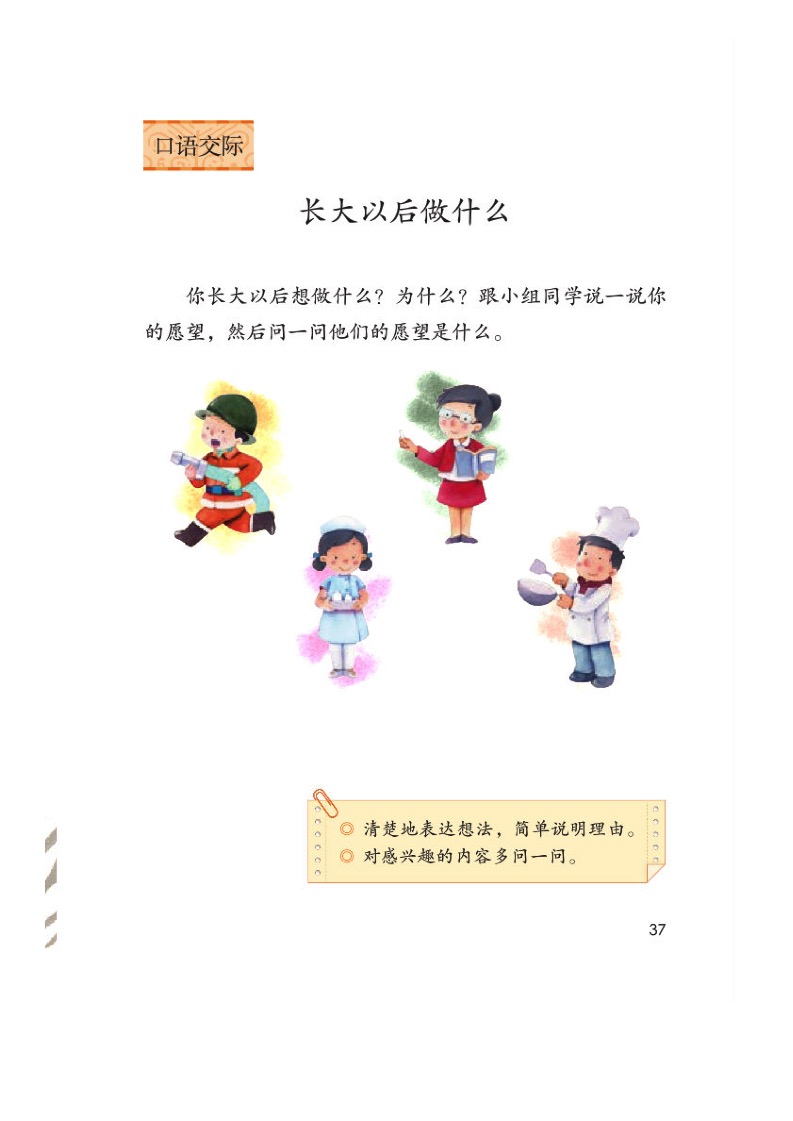 口语交际
长大以后做什么
你长大以后想做什么？为什么？跟小组同学说一说你
的愿望，然后问一问他们的愿望是什么。
清楚地表达想法，简单说明理由。
对感兴趣的内容多问一问。
37